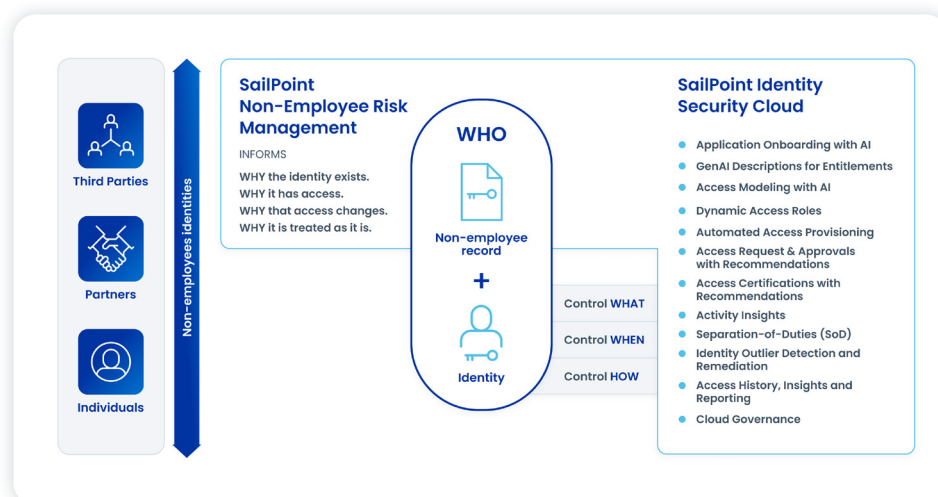 Third Parties
Partners
Individuals
Non-employees identities
SailPoint
Non-Employee Risk
Management
INFORMS
WHY the identity exists.
WHY it has access.
WHY that access changes.
WHY it is treated as it is.
WHO
Non-employee
record
+
Identity
Control WHAT
Control WHEN
Control HOW
SailPoint Identity
Security Cloud
Application Onboarding with AI
GenAI Descriptions for Entitlements
Access Modeling with AI
Dynamic Access Roles
Automated Access Provisioning
Access Request & Approvals
with Recommendations
Access Certifications with
Recommendations
Activity Insights
Separation-of-Duties (SoD)
Identity Outlier Detection and
Remediation
Access History, Insights and
Reporting
Cloud Governance